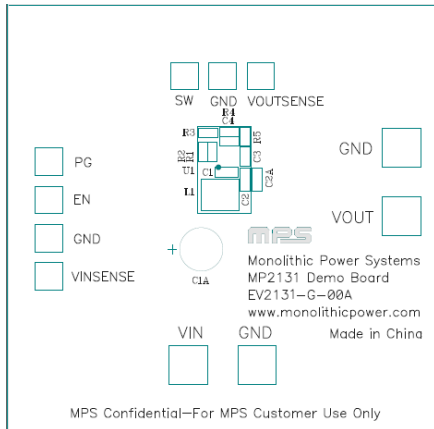 SW GND VOUTSENSE
R4
C4
R3
R5
R2
R1
C3
U1
C1
C2A
L1
C2
PG
EN
GND
VINSENSE
GND
VOUT
+
C1A
mps
Monolithic Power Systems
MP2131 Demo Board
EV2131-G-00A
www.monolithicpower.com
Made in China
VIN GND
MPS Confidential-For MPS Customer Use Only